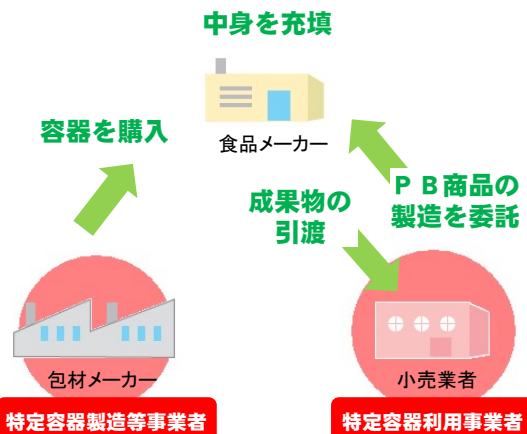 中身を充填
容器を購入
食品メーカー
成果物の
引渡
ＰＢ商品の
製造を委託
包材メーカー
小売業者
特定容器製造等事業者
特定容器利用事業者